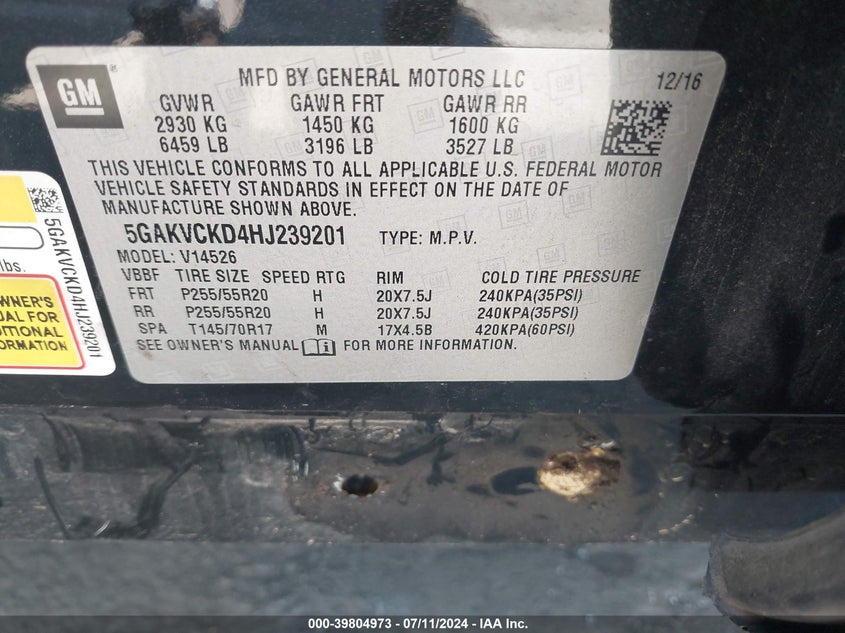 GM
MFD BY GENERAL MOTORS LLC 12/16
GVWR GAWR FRT GAWR RR
2930 KG 1450 KG 1600 KG
6459 LB 3196 LB 3527 LB
THIS VEHICLE CONFORMS TO ALL APPLICABLE U.S. FEDERAL MOTOR
VEHICLE SAFETY STANDARDS IN EFFECT ON THE DATE OF
MANUFACTURE SHOWN ABOVE.
5GAKVCKD4HJ239201 TYPE: M.P.V.
MODEL: V14526
VBBF TIRE SIZE SPEED RTG RIM COLD TIRE PRESSURE
FRT P255/55R20 H 20X7.5J 240KPA(35PSI)
RR P255/55R20 H 20X7.5J 240KPA(35PSI)
SPA T145/70R17 M 17X4.5B 420KPA(60PSI)
SEE OWNER'S MANUAL FOR MORE INFORMATION.
5GAKVCKD4HJ239201
lbs.
OWNER'S
FOR
000-39804973 - 07/11/2024 - IAA Inc.